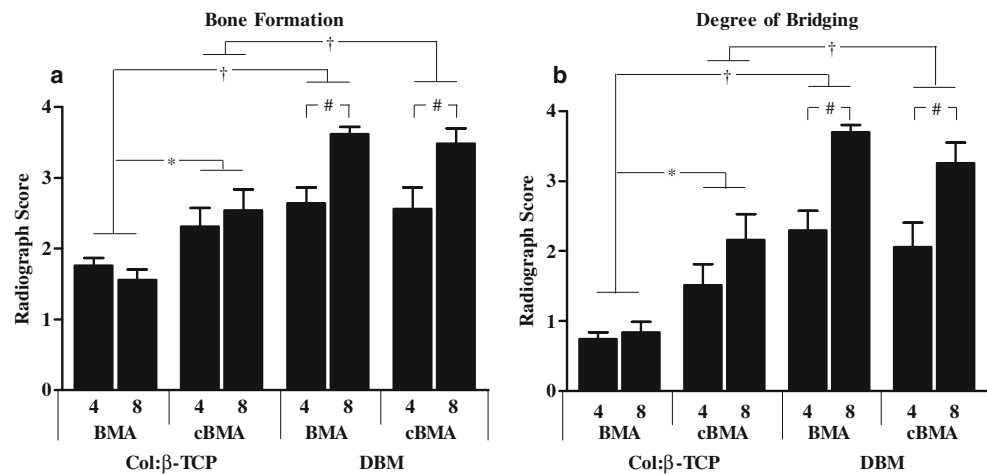 Bone Formation
a
†
†
#
#
*
Radiograph Score
4
3
2
1
0
4 8 4 8 4 8 4 8
BMA cBMA BMA cBMA
Col:β-TCP DBM
Degree of Bridging
b
†
†
#
#
*
Radiograph Score
4
3
2
1
0
4 8 4 8 4 8 4 8
BMA cBMA BMA cBMA
Col:β-TCP DBM